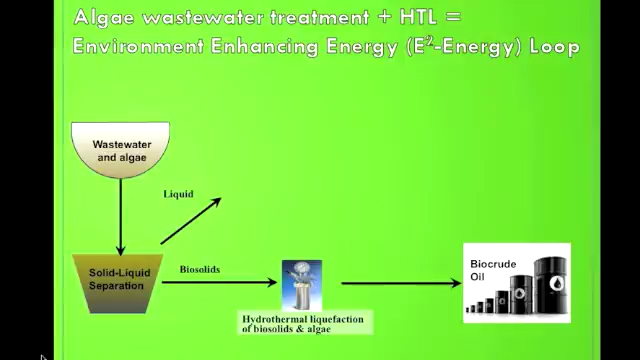 Algae wastewater treatment + HTL =
Environment Enhancing Energy (E²-Energy) Loop
Wastewater
and algae
Liquid
Solid-Liquid
Separation
Biosolids
Hydrothermal liquefaction
of biosolids & algae
Biocrude
Oil